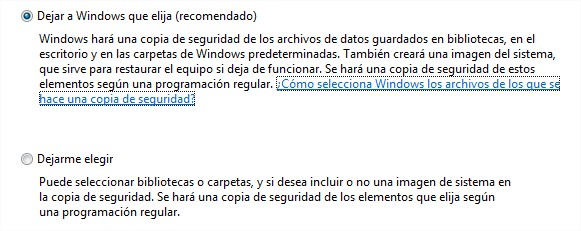 Dejar a Windows que elija (recomendado)
Windows hará una copia de seguridad de los archivos de datos guardados en bibliotecas, en el
escritorio y en las carpetas de Windows predeterminadas. También creará una imagen del sistema,
que sirve para restaurar el equipo si deja de funcionar. Se hará una copia de seguridad de estos
elementos según una programación regular. ¿Cómo selecciona Windows los archivos de los que se
hace una copia de seguridad?
Dejarme elegir
Puede seleccionar bibliotecas o carpetas, y si desea incluir o no una imagen de sistema en
la copia de seguridad. Se hará una copia de seguridad de los elementos que elija según
una programación regular.